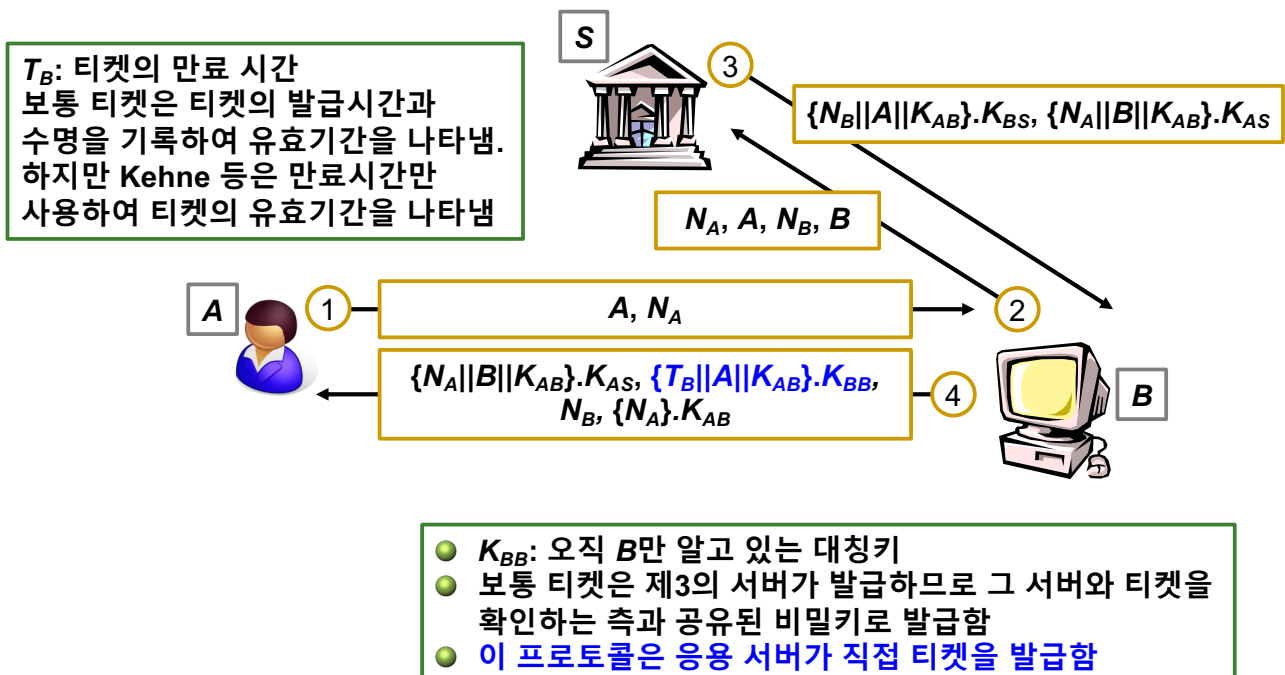 T_B: 티켓의 만료 시간
보통 티켓은 티켓의 발급시간과
수명을 기록하여 유효기간을 나타냄.
하지만 Kehne 등은 만료시간만
사용하여 티켓의 유효기간을 나타냄
S
3
{N_B||A||K_AB}.K_BS, {N_A||B||K_AB}.K_AS
N_A, A, N_B, B
A
1
A, N_A
2
{N_A||B||K_AB}.K_AS, {T_B||A||K_AB}.K_BB,
N_B, {N_A}.K_AB
4
B
K_BB: 오직 B만 알고 있는 대칭키
보통 티켓은 제3의 서버가 발급하므로 그 서버와 티켓을
확인하는 측과 공유된 비밀키로 발급함
이 프로토콜은 응용 서버가 직접 티켓을 발급함